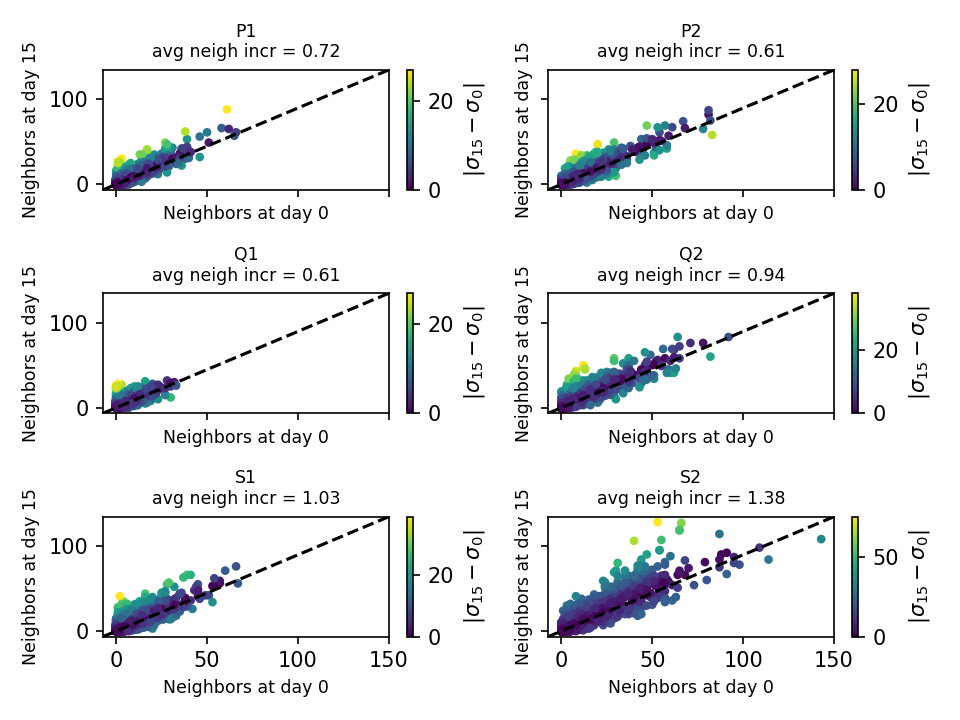 P1
avg neigh incr = 0.72
Neighbors at day 15
100
0
Neighbors at day 0
20
0
|σ₁₅ − σ₀|
P2
avg neigh incr = 0.61
Neighbors at day 15
Neighbors at day 0
20
0
|σ₁₅ − σ₀|
Q1
avg neigh incr = 0.61
Neighbors at day 15
100
0
Neighbors at day 0
20
0
|σ₁₅ − σ₀|
Q2
avg neigh incr = 0.94
Neighbors at day 15
Neighbors at day 0
20
0
|σ₁₅ − σ₀|
S1
avg neigh incr = 1.03
Neighbors at day 15
100
0
0 50 100 150
Neighbors at day 0
20
0
|σ₁₅ − σ₀|
S2
avg neigh incr = 1.38
Neighbors at day 15
0 50 100 150
Neighbors at day 0
50
0
|σ₁₅ − σ₀|